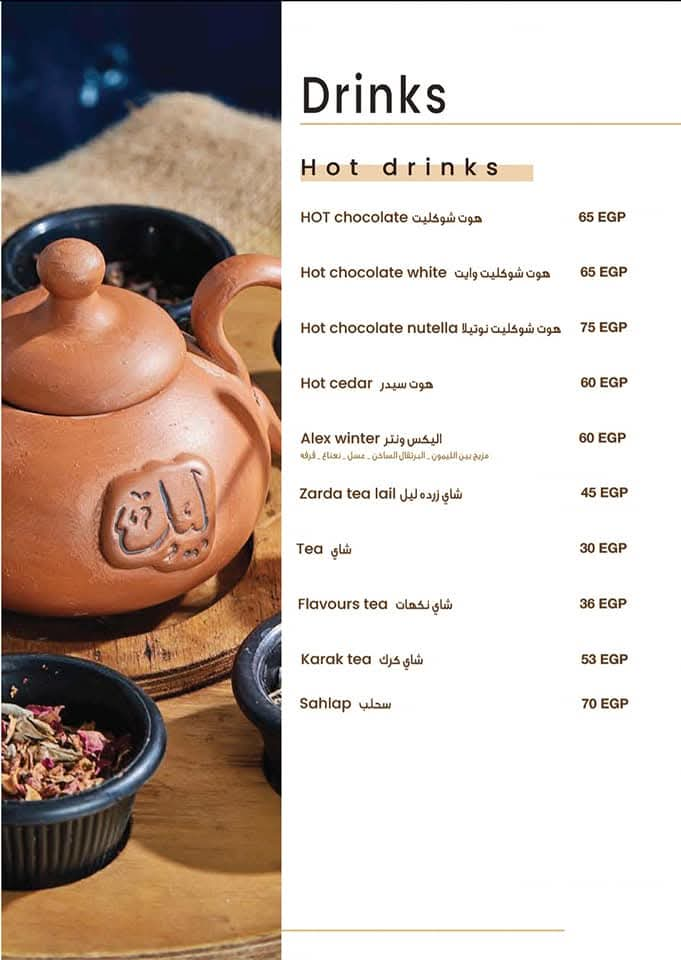 Drinks
Hot drinks
HOT chocolate هوت شوكليت 65 EGP
Hot chocolate white هوت شوكليت وايت 65 EGP
Hot chocolate nutella هوت شوكليت نوتيلا 75 EGP
Hot cedar هوت سيدر 60 EGP
Alex winter اليكس ونتر 60 EGP
مزيج بين الليمون _ البرتقال الساخن _ عسل _ نعناع _ قرفه
Zarda tea lail شاي زرده ليل 45 EGP
Tea شاي 30 EGP
Flavours tea شاي نكهات 36 EGP
Karak tea شاي كرك 53 EGP
Sahlap سحلب 70 EGP